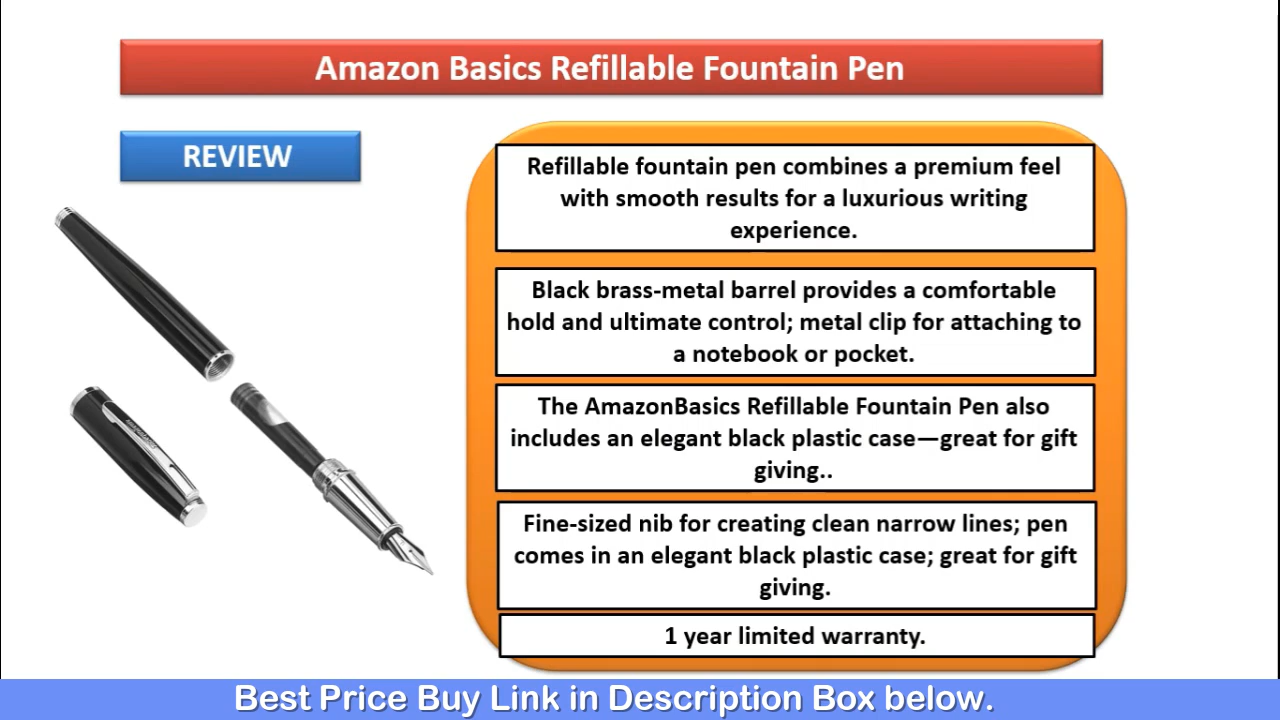 Amazon Basics Refillable Fountain Pen
REVIEW
Refillable fountain pen combines a premium feel
with smooth results for a luxurious writing
experience.
Black brass-metal barrel provides a comfortable
hold and ultimate control; metal clip for attaching to
a notebook or pocket.
The AmazonBasics Refillable Fountain Pen also
includes an elegant black plastic case—great for gift
giving..
Fine-sized nib for creating clean narrow lines; pen
comes in an elegant black plastic case; great for gift
giving.
1 year limited warranty.
Best Price Buy Link in Description Box below.